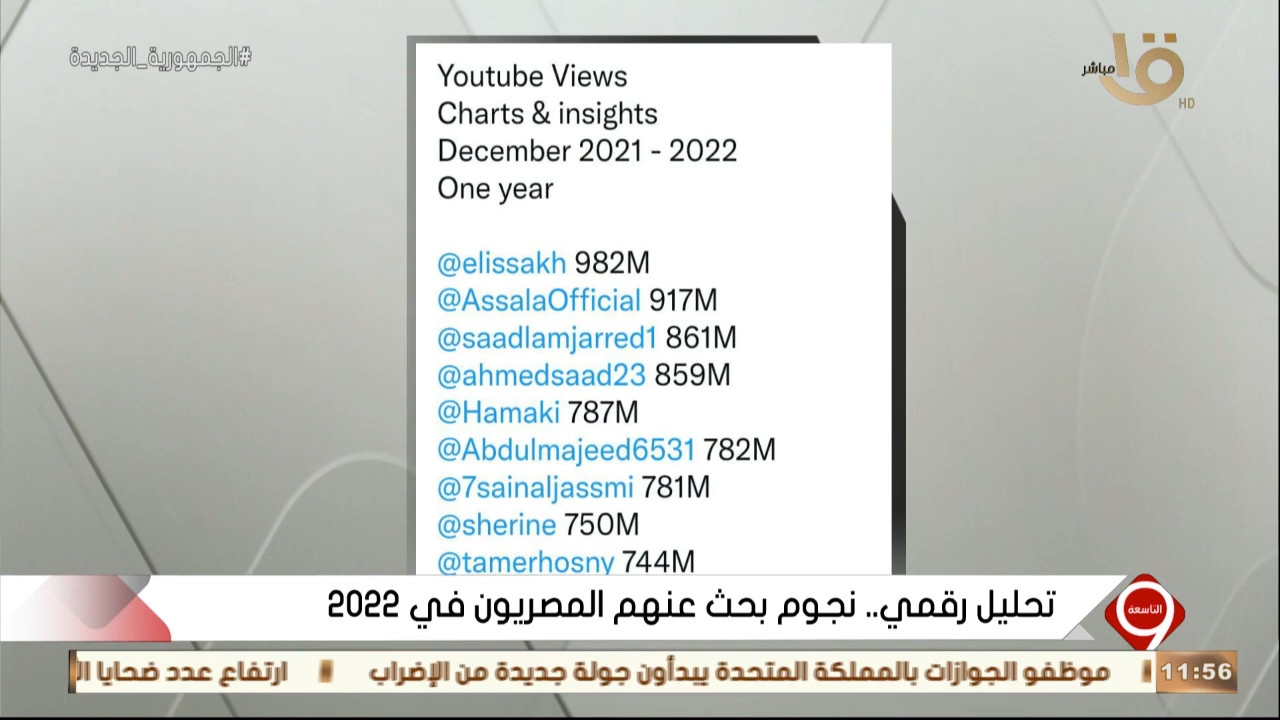 #الجمهورية_الجديدة
مباشر
HD
Youtube Views
Charts & insights
December 2021 - 2022
One year
@elissakh 982M
@AssalaOfficial 917M
@saadlamjarred1 861M
@ahmedsaad23 859M
@Hamaki 787M
@Abdulmajeed6531 782M
@7sainaljassmi 781M
@sherine 750M
@tamerhosny 744M
تحليل رقمي.. نجوم بحث عنهم المصريون في 2022
التاسعة
9
موظفو الجوازات بالمملكة المتحدة يبدأون جولة جديدة من الإضراب
ارتفاع عدد ضحايا
11:56